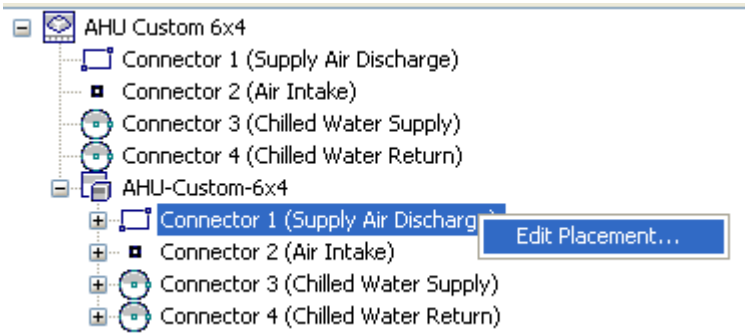 AHU Custom 6x4
Connector 1 (Supply Air Discharge)
Connector 2 (Air Intake)
Connector 3 (Chilled Water Supply)
Connector 4 (Chilled Water Return)
AHU-Custom-6x4
Connector 1 (Supply Air Discharg
Edit Placement...
Connector 2 (Air Intake)
Connector 3 (Chilled Water Supply)
Connector 4 (Chilled Water Return)